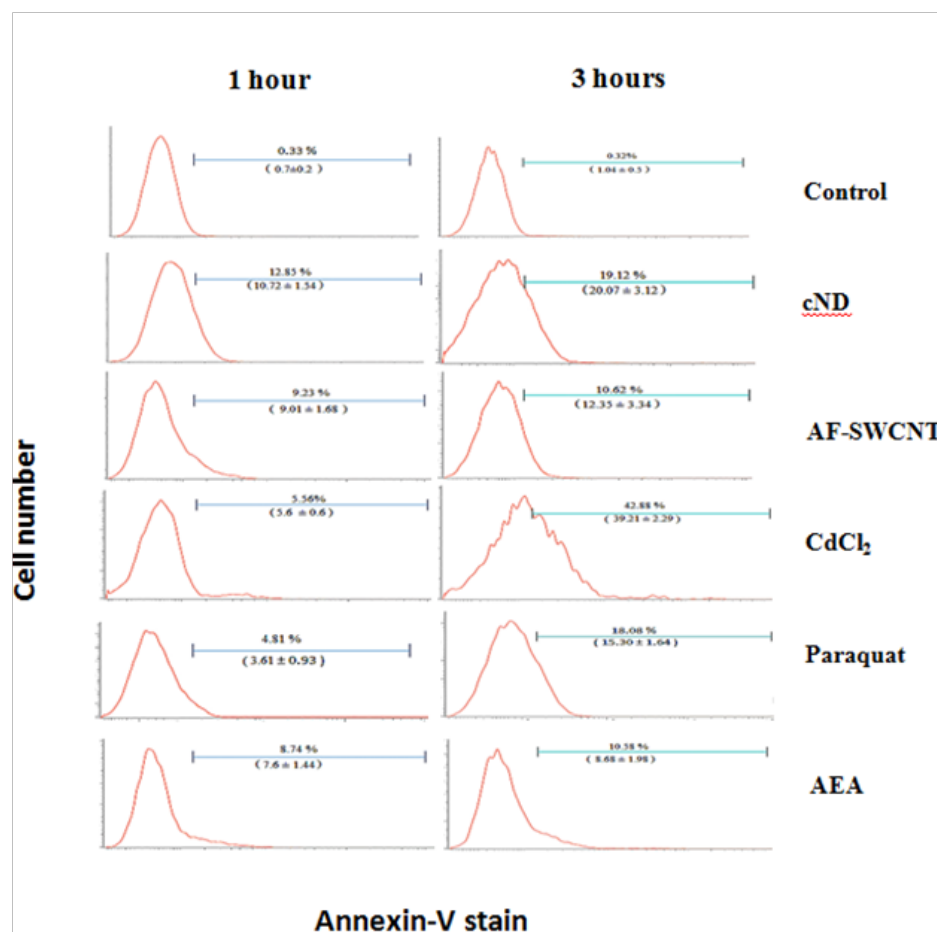 1 hour
3 hours
0.33 %
( 0.7±0.2 )
0.32%
( 1.04 ± 0.5 )
Control
12.85 %
(10.72 ± 1.54)
19.12 %
(20.07 ± 3.12)
cND
9.23 %
( 9.01 ± 1.68)
10.62 %
(12.35 ± 3.34)
AF-SWCNT
5.56%
(5.6 ± 0.6)
42.88 %
( 39.21 ± 2.29)
CdCl₂
4.81 %
( 3.61 ± 0.93 )
18.08 %
(15.30 ± 1.64)
Paraquat
8.74 %
(7.6 ± 1.44)
10.58 %
( 8.68 ± 1.98)
AEA
Cell number
Annexin-V stain